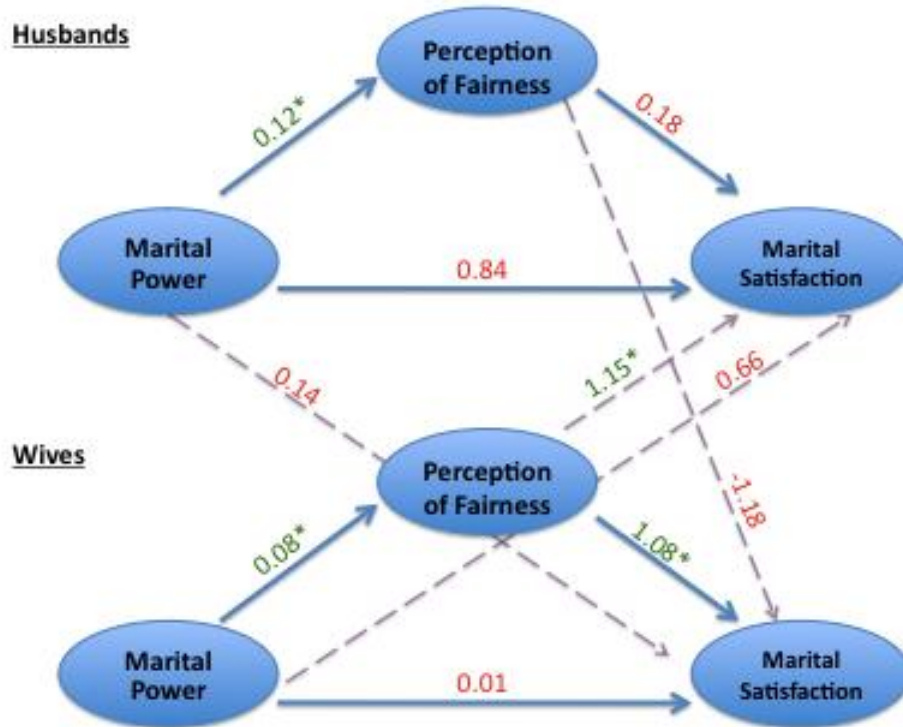 Husbands
Perception
of Fairness
0.12*
0.18
Marital
Power
0.84
Marital
Satisfaction
0.14
1.15*
0.66
Wives
Perception
of Fairness
-1.18
0.08*
1.08*
Marital
Power
0.01
Marital
Satisfaction